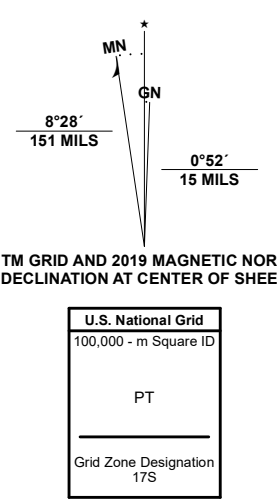 ★
MN
GN
8°28´
151 MILS
0°52´
15 MILS
TM GRID AND 2019 MAGNETIC NOR
DECLINATION AT CENTER OF SHEE
U.S. National Grid
100,000 - m Square ID
PT
Grid Zone Designation
17S